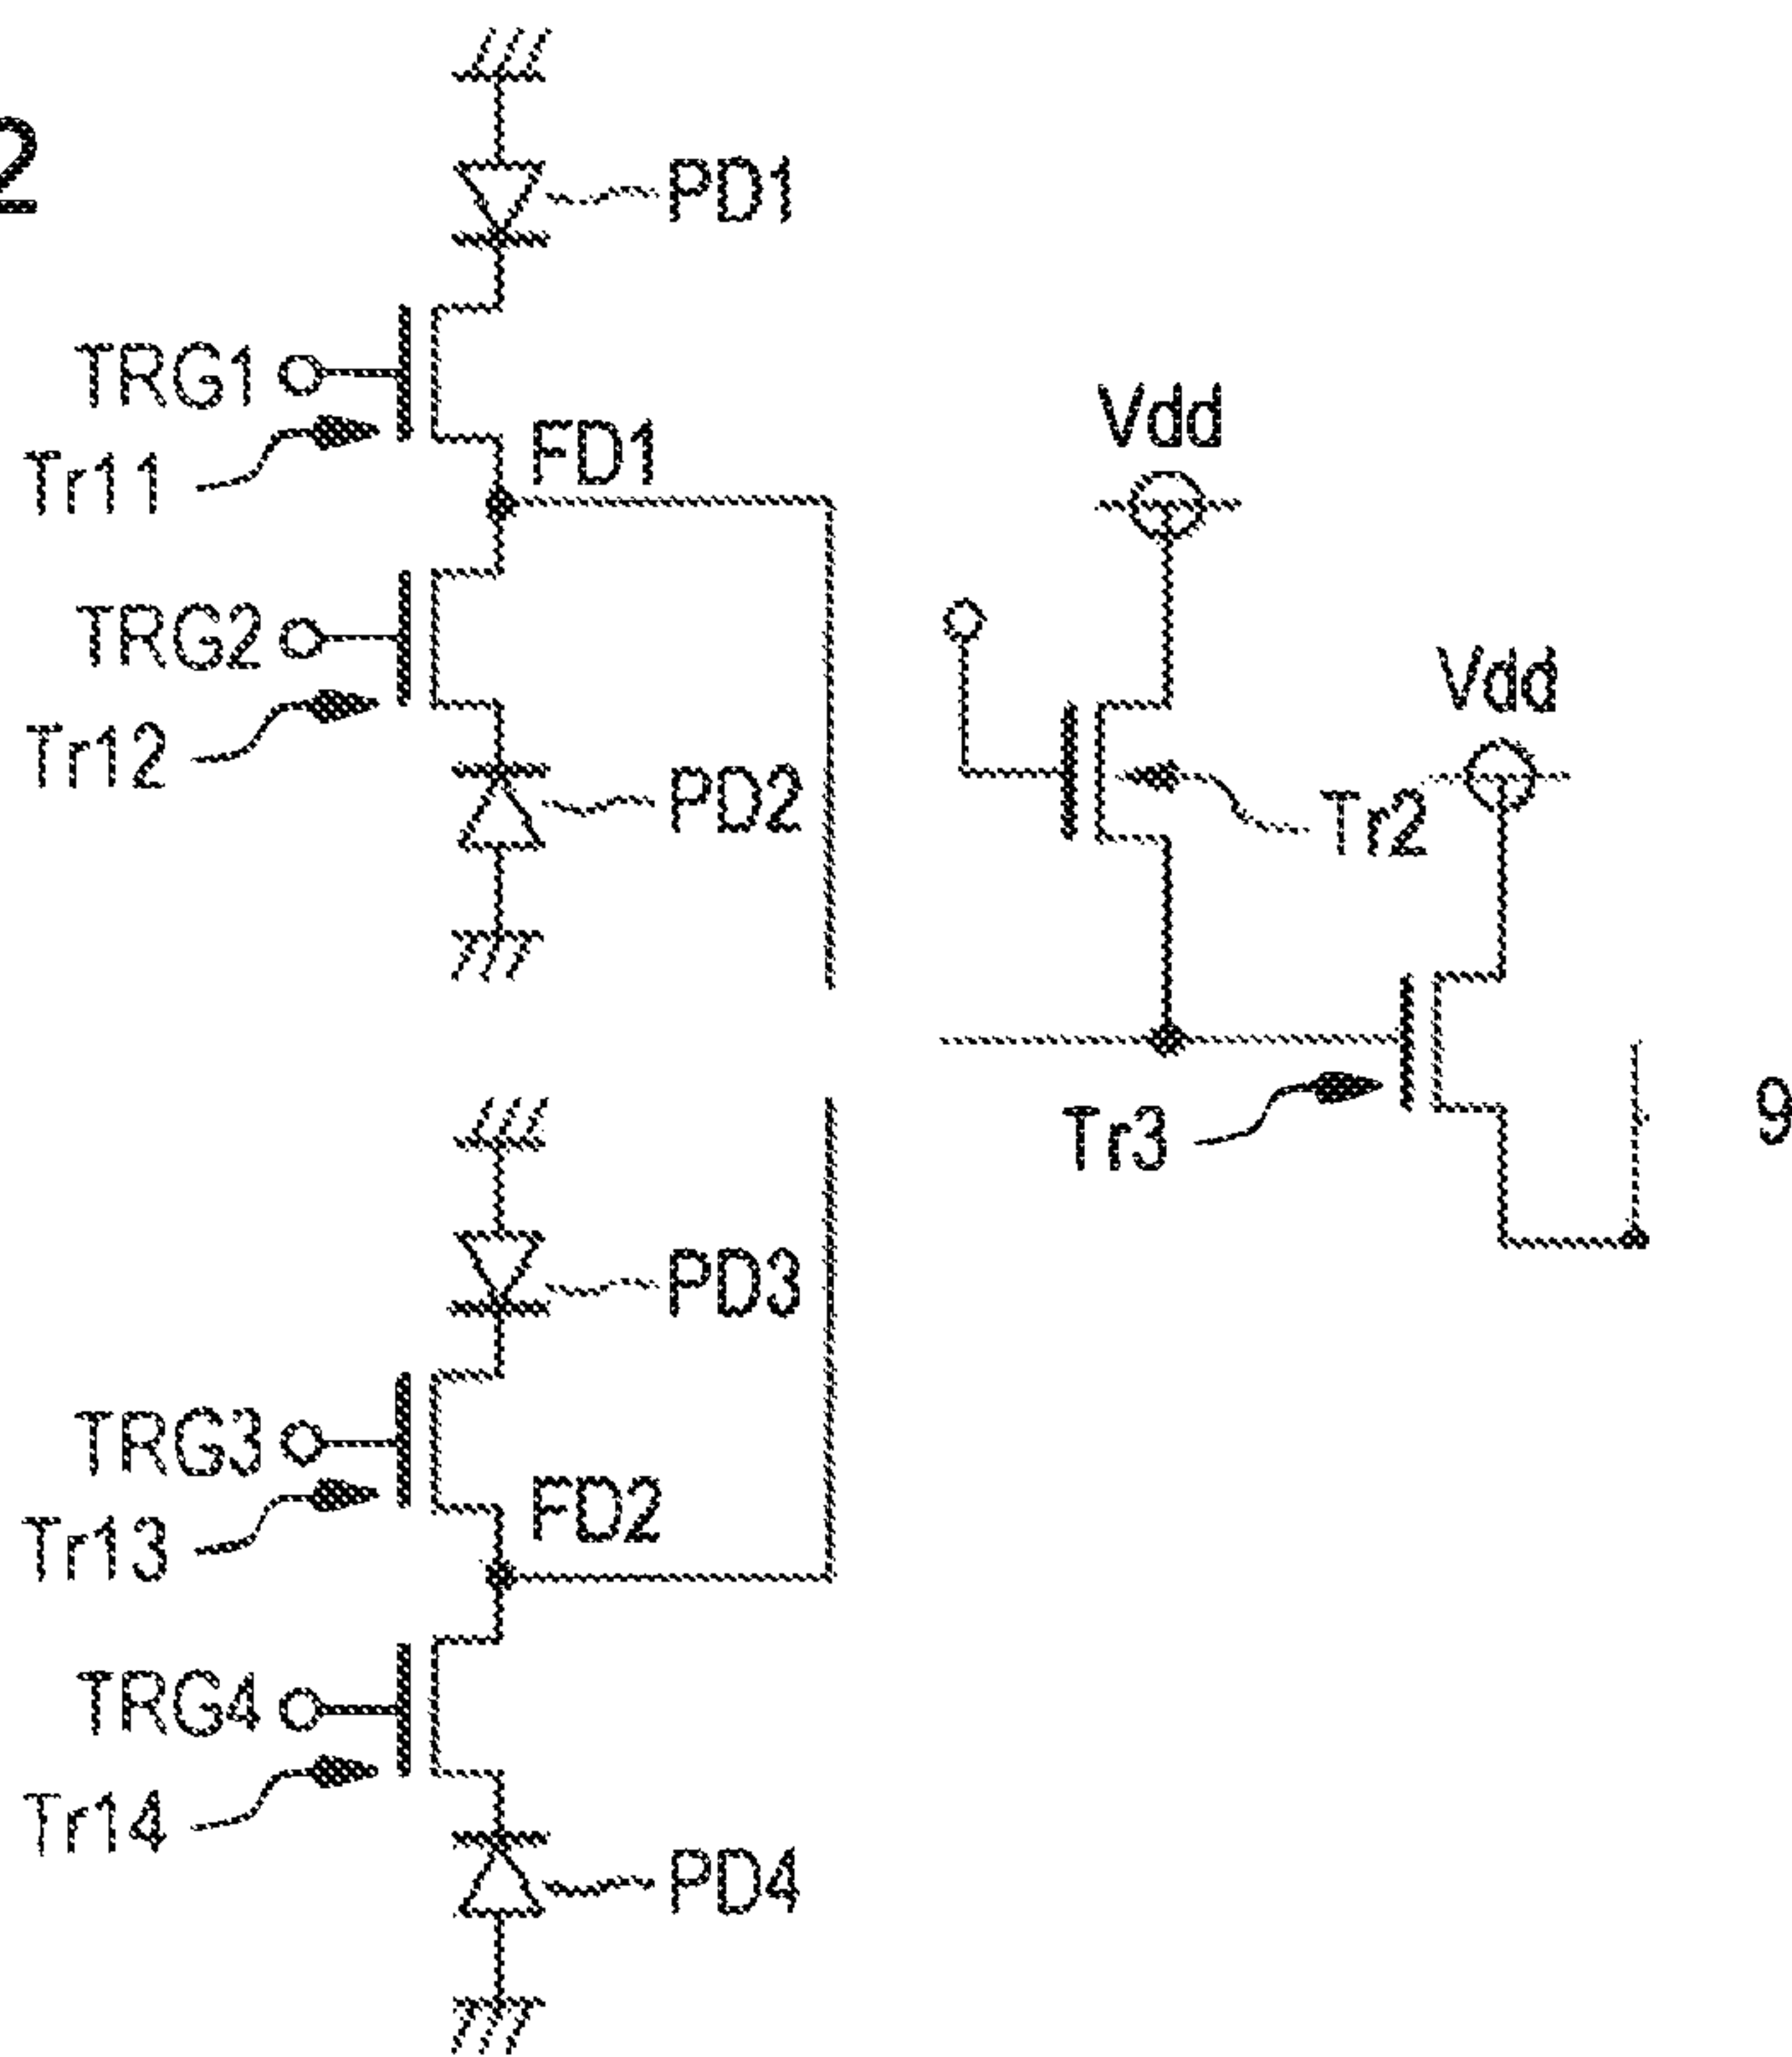 2
PD1
TRG1
Tr11
FD1
Vdd
TRG2
Tr12
PD2
Vdd
Tr2
Tr3
9
PD3
TRG3
Tr13
FD2
TRG4
Tr14
PD4